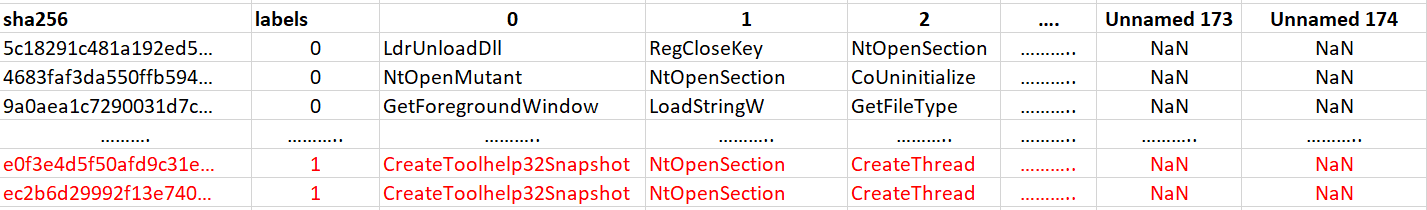 sha256 labels 0 1 2 .... Unnamed 173 Unnamed 174
5c18291c481a192ed5... 0 LdrUnloadDll RegCloseKey NtOpenSection ........... NaN NaN
4683faf3da550ffb594... 0 NtOpenMutant NtOpenSection CoUninitialize ........... NaN NaN
9a0aea1c7290031d7c... 0 GetForegroundWindow LoadStringW GetFileType ........... NaN NaN
.......... ........... ........... ........... ........... ........... ........... ...........
e0f3e4d5f50afd9c31e... 1 CreateToolhelp32Snapshot NtOpenSection CreateThread ........... NaN NaN
ec2b6d29992f13e740... 1 CreateToolhelp32Snapshot NtOpenSection CreateThread ........... NaN NaN